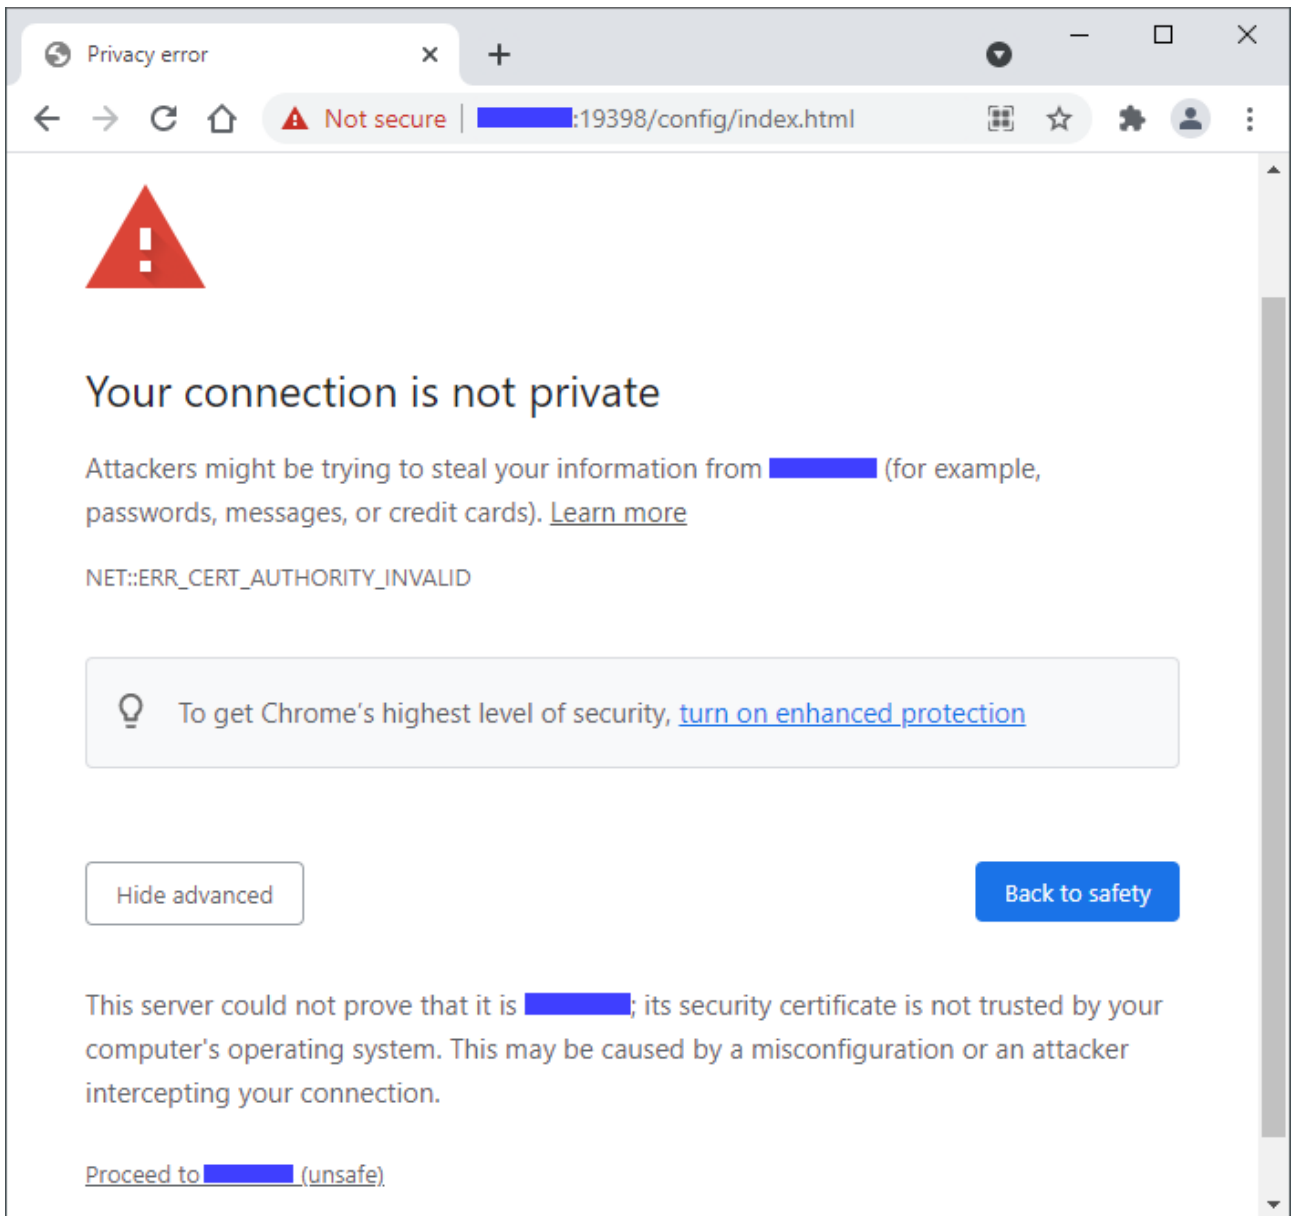 Privacy error
Not secure :19398/config/index.html
Your connection is not private
Attackers might be trying to steal your information from (for example,
passwords, messages, or credit cards). Learn more
NET::ERR_CERT_AUTHORITY_INVALID
To get Chrome's highest level of security, turn on enhanced protection
Hide advanced
Back to safety
This server could not prove that it is ; its security certificate is not trusted by your
computer's operating system. This may be caused by a misconfiguration or an attacker
intercepting your connection.
Proceed to (unsafe)